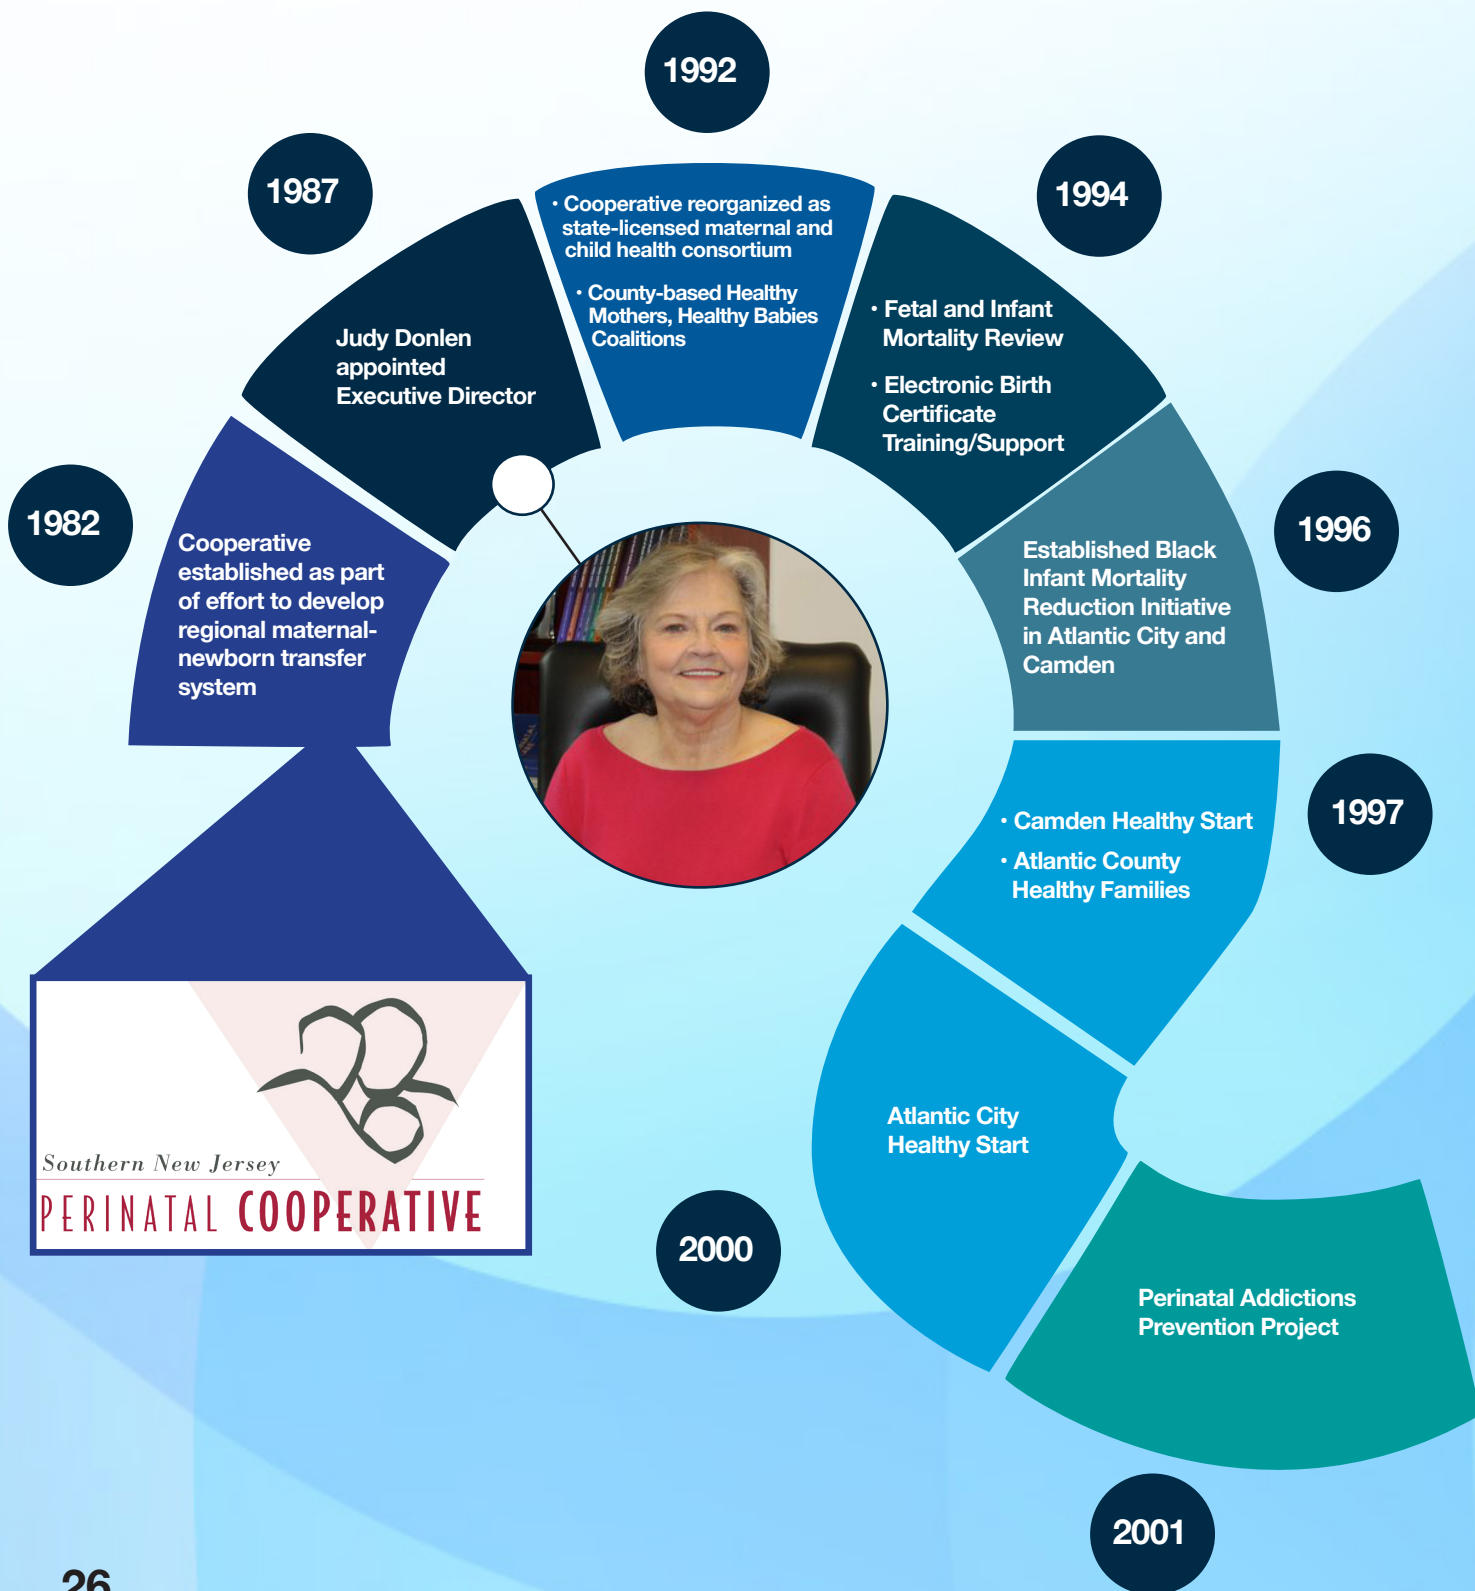 1982
Cooperative
established as part
of effort to develop
regional maternal-
newborn transfer
system
Southern New Jersey
PERINATAL COOPERATIVE
1987
Judy Donlen
appointed
Executive Director
1992
• Cooperative reorganized as
state-licensed maternal and
child health consortium
• County-based Healthy
Mothers, Healthy Babies
Coalitions
1994
• Fetal and Infant
Mortality Review
• Electronic Birth
Certificate
Training/Support
1996
Established Black
Infant Mortality
Reduction Initiative
in Atlantic City and
Camden
1997
• Camden Healthy Start
• Atlantic County
Healthy Families
2000
Atlantic City
Healthy Start
2001
Perinatal Addictions
Prevention Project
26